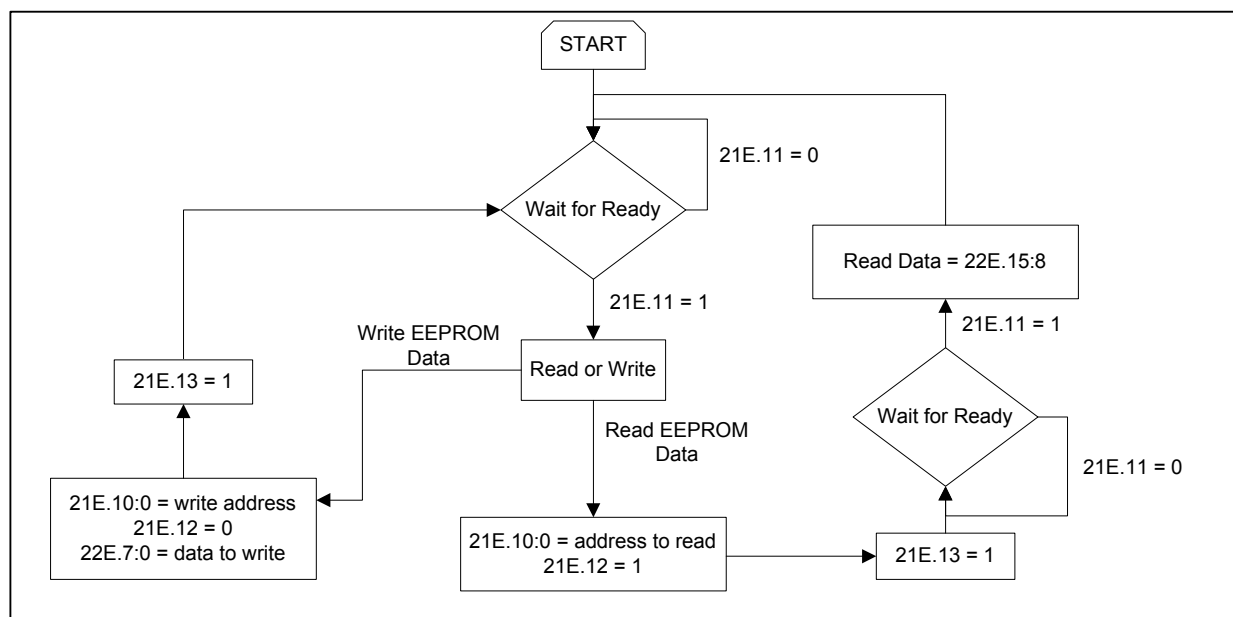 START
21E.11 = 0
Wait for Ready
Read Data = 22E.15:8
21E.11 = 1
21E.11 = 1
Write EEPROM
Data
Read or Write
21E.13 = 1
Wait for Ready
Read EEPROM
Data
21E.11 = 0
21E.10:0 = write address
21E.12 = 0
22E.7:0 = data to write
21E.10:0 = address to read
21E.12 = 1
21E.13 = 1